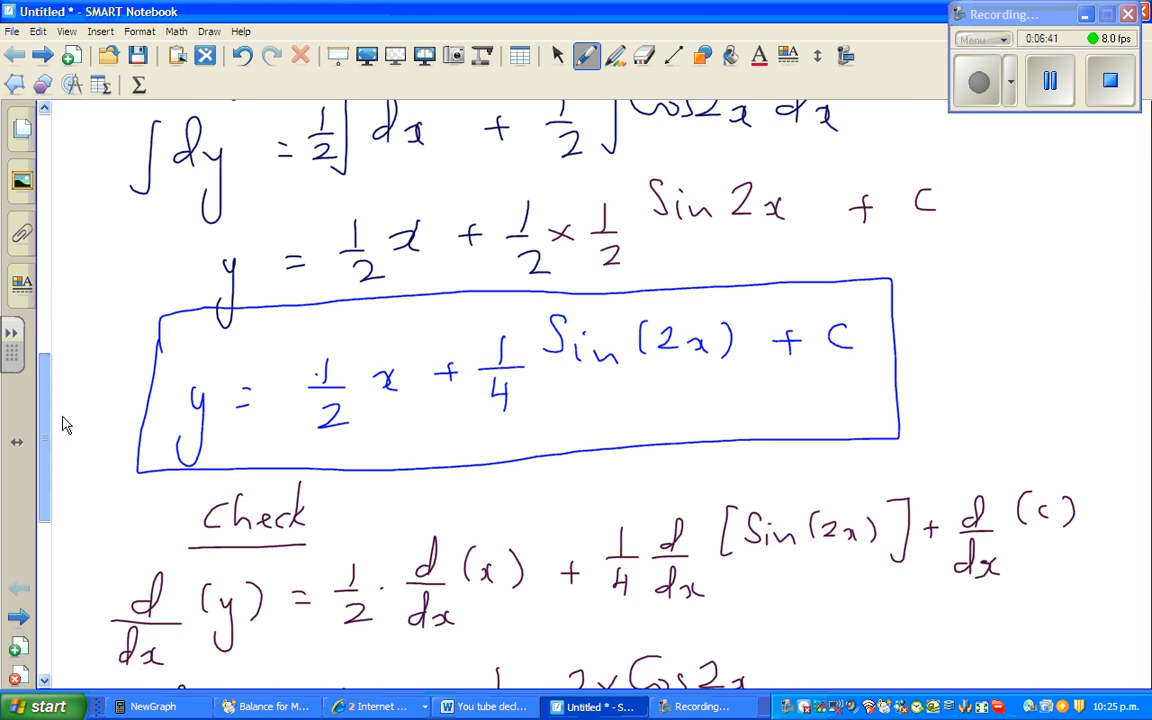 Untitled * - SMART Notebook
Recording...
File Edit View Insert Format Math Draw Help
Menu 0:06:41 8.0 fps
∫dy = 1/2 ∫ dx + 1/2 ∫ Cos2x dx
y = 1/2 x + 1/2 × 1/2 Sin 2x + C
y = 1/2 x + 1/4 Sin (2x) + C
Check
d/dx (y) = 1/2 · d/dx (x) + 1/4 d/dx [Sin (2x)] + d/dx (c)
2x Cos2x
start NewGraph Balance for M... 2 Internet ... You tube decl... Untitled * - S... Recording... 10:25 p.m.